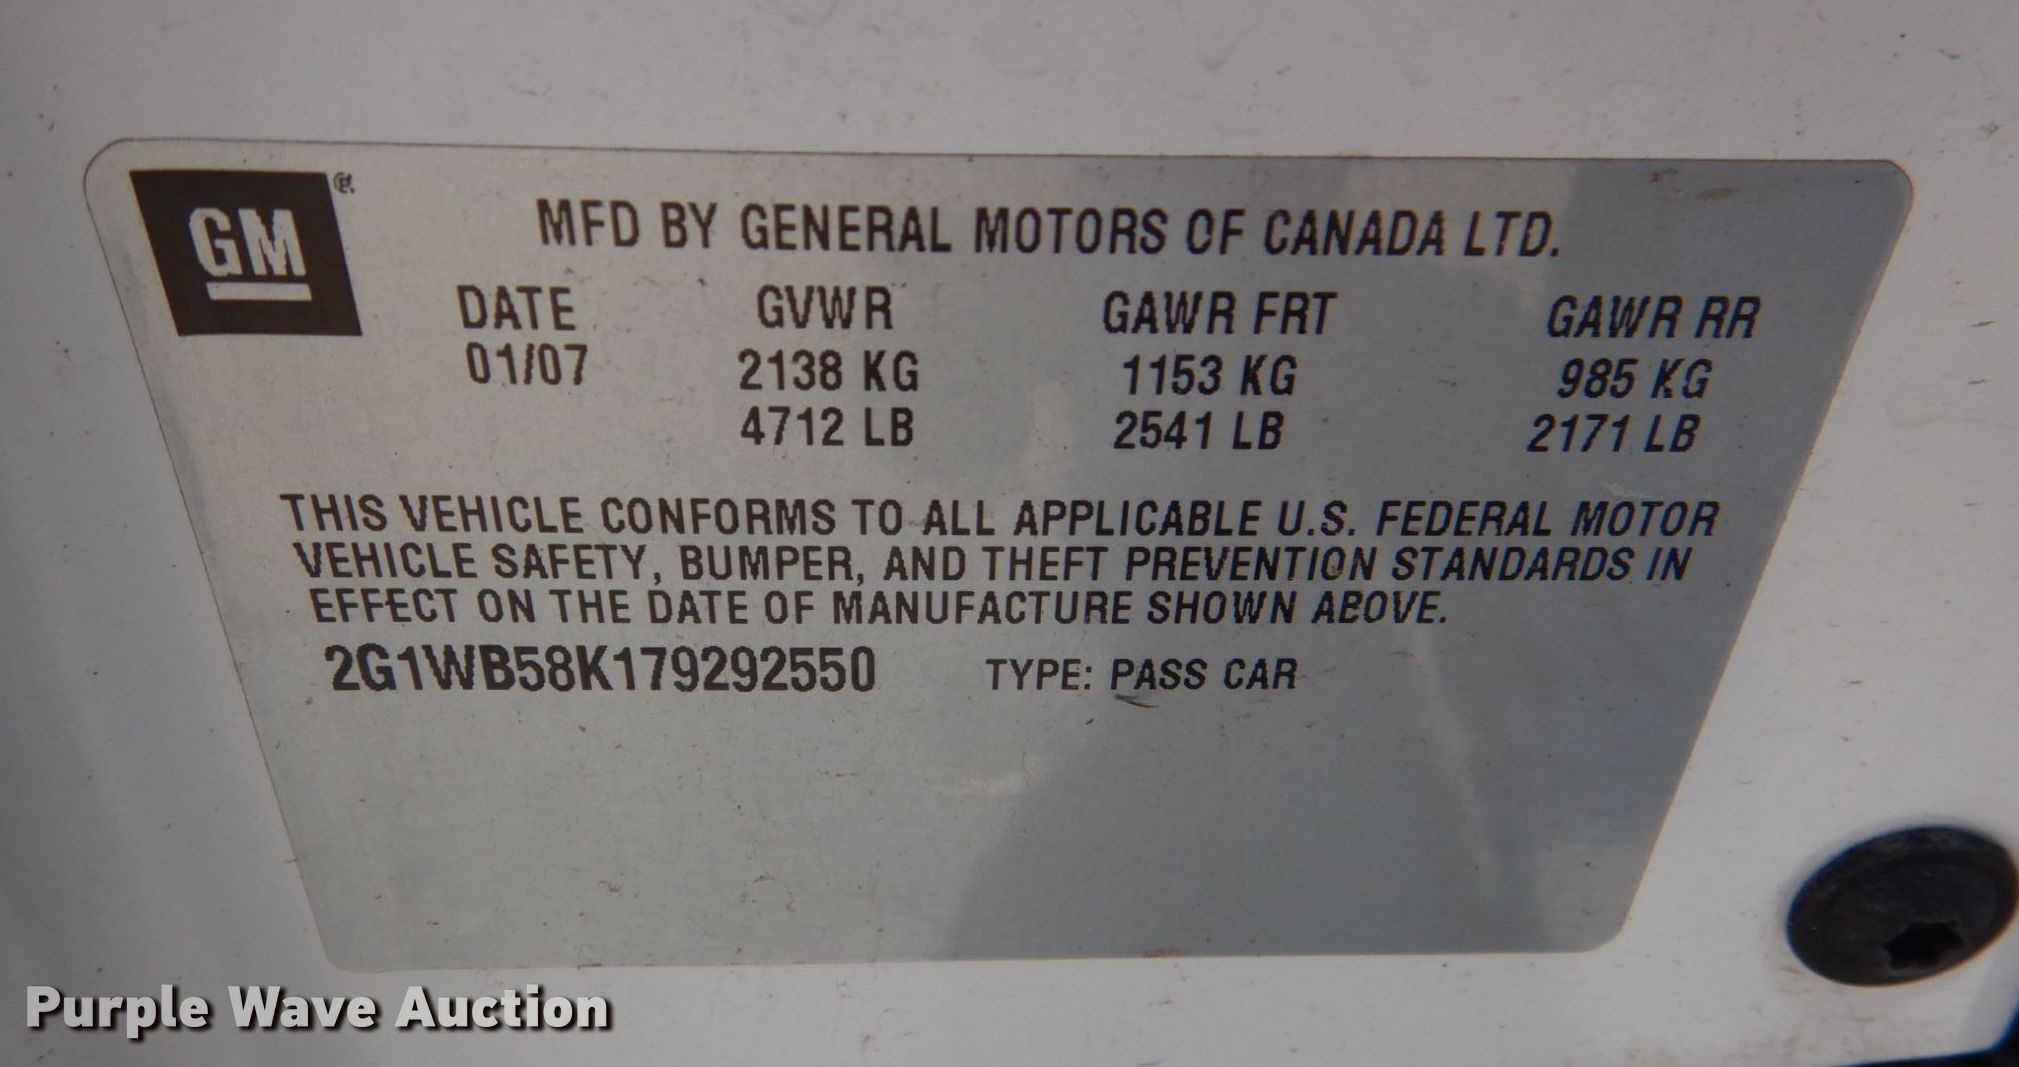 GM ®
MFD BY GENERAL MOTORS OF CANADA LTD.
DATE GVWR GAWR FRT GAWR RR
01/07 2138 KG 1153 KG 985 KG
4712 LB 2541 LB 2171 LB
THIS VEHICLE CONFORMS TO ALL APPLICABLE U.S. FEDERAL MOTOR
VEHICLE SAFETY, BUMPER, AND THEFT PREVENTION STANDARDS IN
EFFECT ON THE DATE OF MANUFACTURE SHOWN ABOVE.
2G1WB58K179292550 TYPE: PASS CAR
Purple Wave Auction